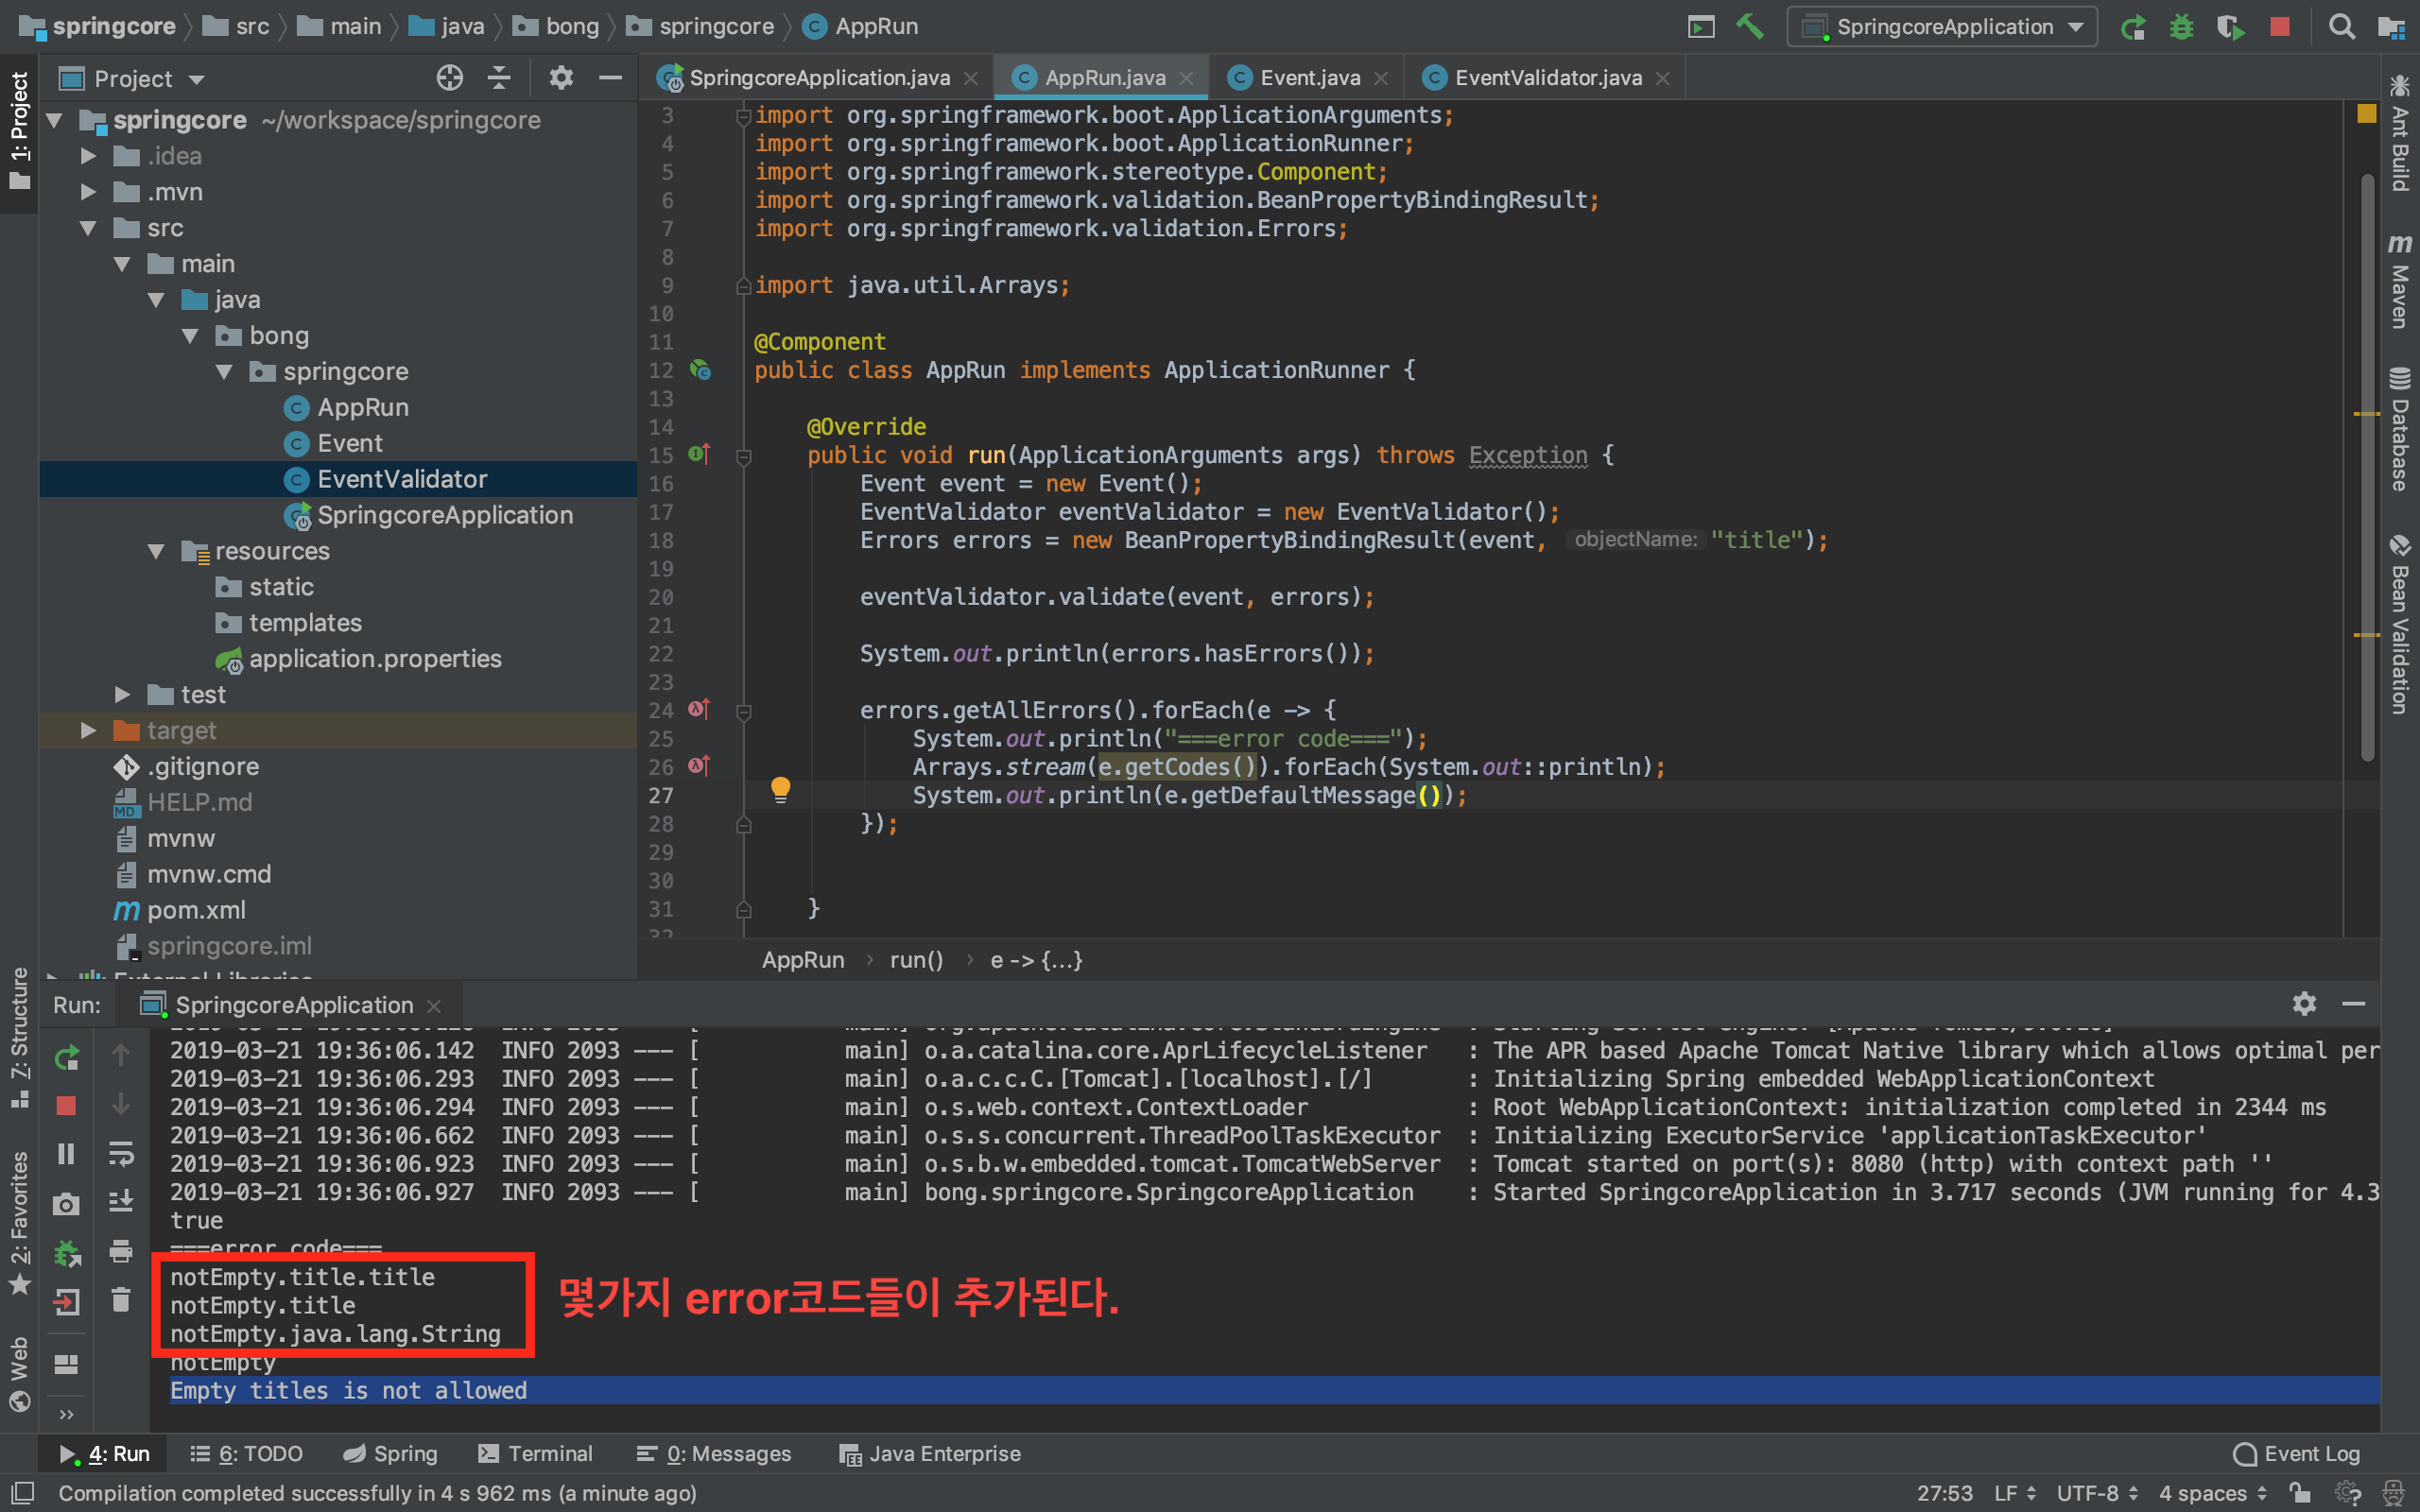 springcore src main java bong springcore AppRun
SpringcoreApplication
Project
SpringcoreApplication.java AppRun.java Event.java EventValidator.java
1: Project
7: Structure
2: Favorites
Web
springcore ~/workspace/springcore
.idea
.mvn
src
main
java
bong
springcore
AppRun
Event
EventValidator
SpringcoreApplication
resources
static
templates
application.properties
test
target
.gitignore
HELP.md
mvnw
mvnw.cmd
pom.xml
springcore.iml
External Libraries
3 import org.springframework.boot.ApplicationArguments;
4 import org.springframework.boot.ApplicationRunner;
5 import org.springframework.stereotype.Component;
6 import org.springframework.validation.BeanPropertyBindingResult;
7 import org.springframework.validation.Errors;
8
9 import java.util.Arrays;
10
11 @Component
12 public class AppRun implements ApplicationRunner {
13
14 @Override
15 public void run(ApplicationArguments args) throws Exception {
16 Event event = new Event();
17 EventValidator eventValidator = new EventValidator();
18 Errors errors = new BeanPropertyBindingResult(event, objectName: "title");
19
20 eventValidator.validate(event, errors);
21
22 System.out.println(errors.hasErrors());
23
24 errors.getAllErrors().forEach(e -> {
25 System.out.println("===error code===");
26 Arrays.stream(e.getCodes()).forEach(System.out::println);
27 System.out.println(e.getDefaultMessage());
28 });
29
30
31 }
32
AppRun run() e -> {...}
Ant Build
Maven
Database
Bean Validation
Run: SpringcoreApplication
2019-03-21 19:36:06.142 INFO 2093 --- [ main] o.a.catalina.core.AprLifecycleListener : The APR based Apache Tomcat Native library which allows optimal per
2019-03-21 19:36:06.293 INFO 2093 --- [ main] o.a.c.c.C.[Tomcat].[localhost].[/] : Initializing Spring embedded WebApplicationContext
2019-03-21 19:36:06.294 INFO 2093 --- [ main] o.s.web.context.ContextLoader : Root WebApplicationContext: initialization completed in 2344 ms
2019-03-21 19:36:06.662 INFO 2093 --- [ main] o.s.s.concurrent.ThreadPoolTaskExecutor : Initializing ExecutorService 'applicationTaskExecutor'
2019-03-21 19:36:06.923 INFO 2093 --- [ main] o.s.b.w.embedded.tomcat.TomcatWebServer : Tomcat started on port(s): 8080 (http) with context path ''
2019-03-21 19:36:06.927 INFO 2093 --- [ main] bong.springcore.SpringcoreApplication : Started SpringcoreApplication in 3.717 seconds (JVM running for 4.3
true
===error code===
notEmpty.title.title
notEmpty.title
notEmpty.java.lang.String
몇가지 error코드들이 추가된다.
notEmpty
Empty titles is not allowed
4: Run 6: TODO Spring Terminal 0: Messages Java Enterprise Event Log
Compilation completed successfully in 4 s 962 ms (a minute ago) 27:53 LF UTF-8 4 spaces